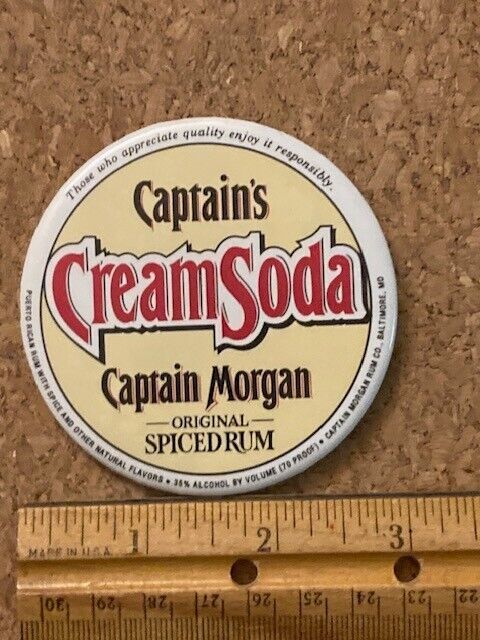 Those who appreciate quality enjoy it responsibly.
Captain's
CreamSoda
Captain Morgan
ORIGINAL
SPICED RUM
PUERTO RICAN RUM WITH SPICE AND OTHER NATURAL FLAVORS • 35% ALCOHOL BY VOLUME (70 PROOF) • CAPTAIN MORGAN RUM CO., BALTIMORE, MD
MADE IN U.S.A.
1 2 3
30 29 28 27 26 25 24 23 22